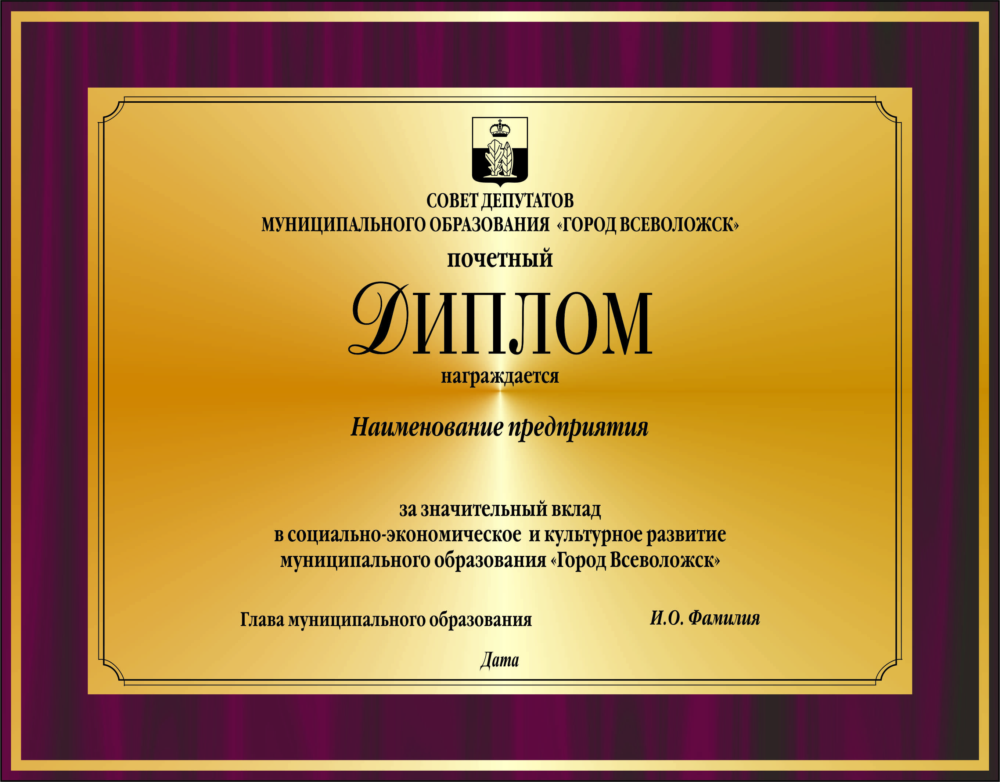 СОВЕТ ДЕПУТАТОВ
МУНИЦИПАЛЬНОГО ОБРАЗОВАНИЯ «ГОРОД ВСЕВОЛОЖСК»
почетный
ДИПЛОМ
награждается
Наименование предприятия
за значительный вклад
в социально-экономическое и культурное развитие
муниципального образования «Город Всеволожск»
Глава муниципального образования И.О. Фамилия
Дата